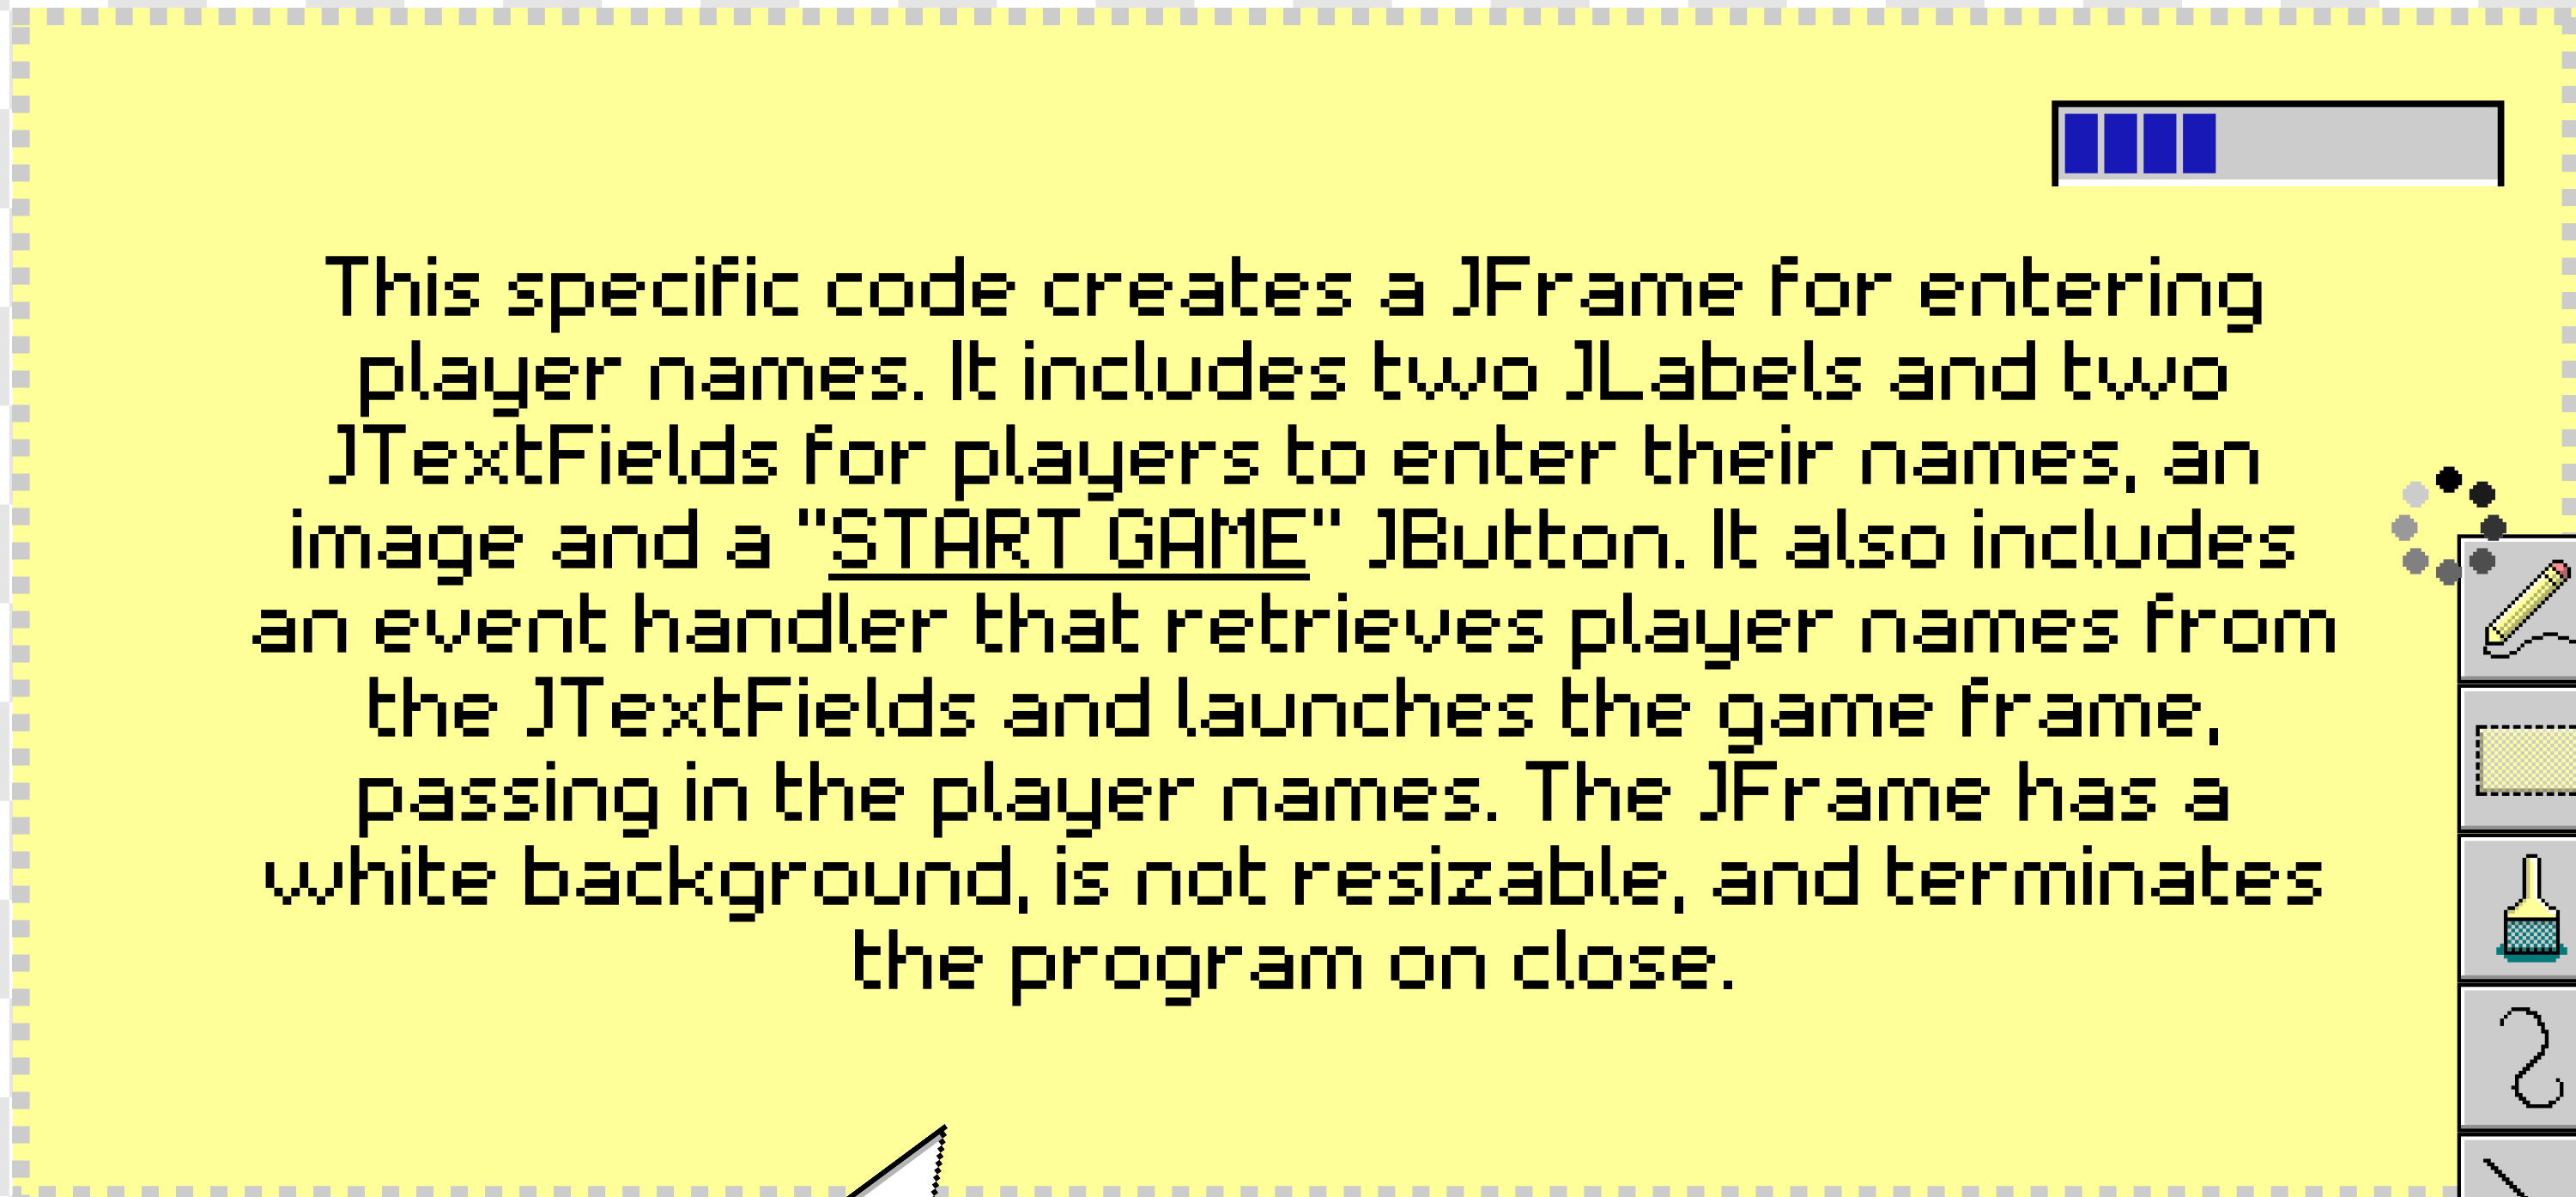 This specific code creates a JFrame for entering
player names. It includes two JLabels and two
JTextFields for players to enter their names, an
image and a "START GAME" JButton. It also includes
an event handler that retrieves player names from
the JTextFields and launches the game frame,
passing in the player names. The JFrame has a
white background, is not resizable, and terminates
the program on close.